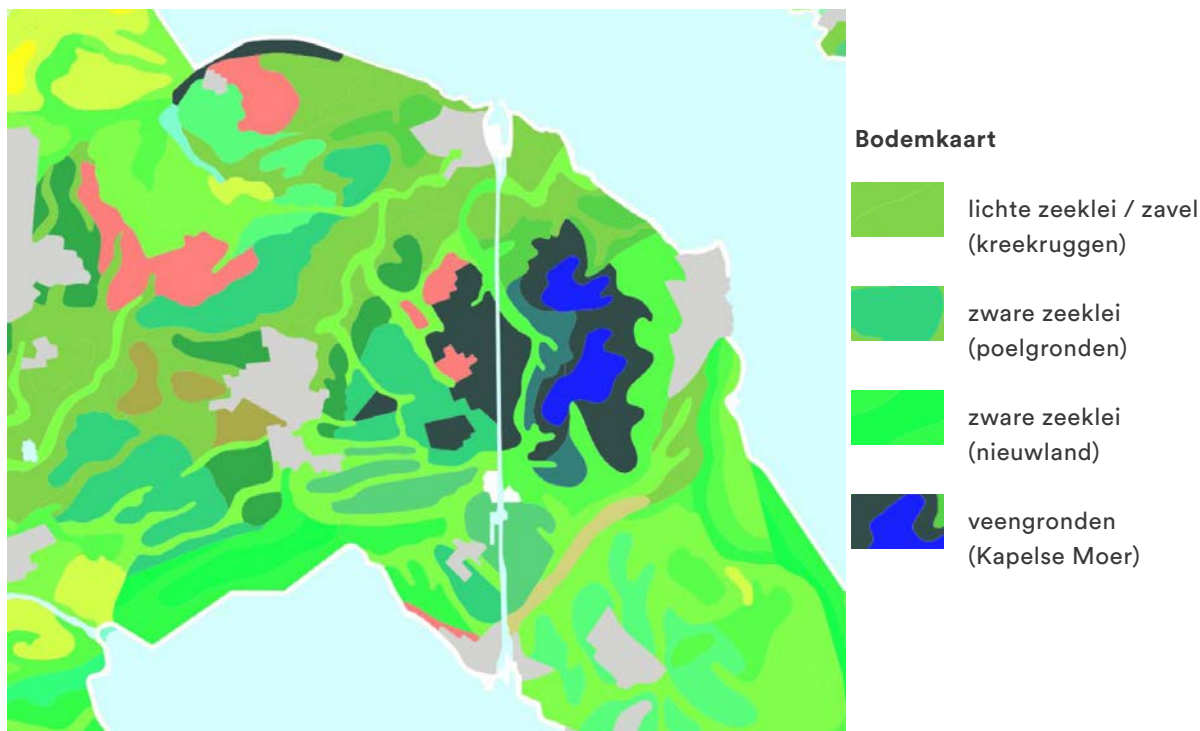 Bodemkaart
lichte zeeklei / zavel
(kreekruggen)
zware zeeklei
(poelgronden)
zware zeeklei
(nieuwland)
veengronden
(Kapelse Moer)